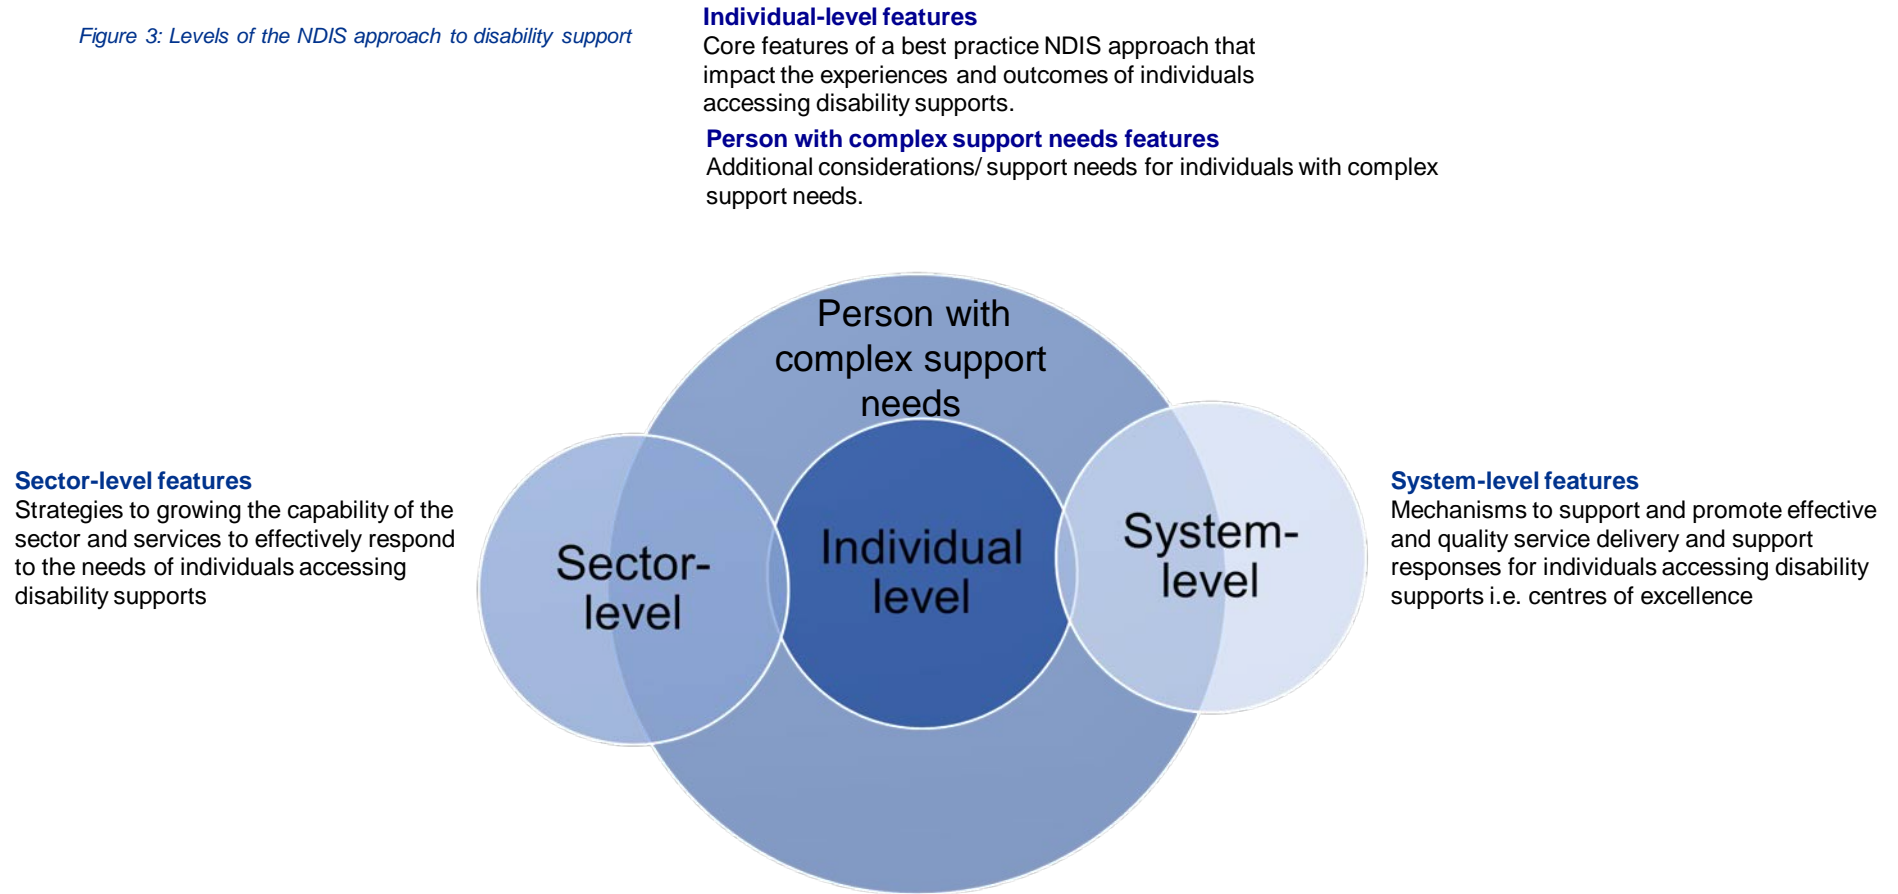 Figure 3: Levels of the NDIS approach to disability support
Individual-level features
Core features of a best practice NDIS approach that
impact the experiences and outcomes of individuals
accessing disability supports.
Person with complex support needs features
Additional considerations/ support needs for individuals with complex
support needs.
Person with
complex support
needs
Sector-level features
Strategies to growing the capability of the
sector and services to effectively respond
to the needs of individuals accessing
disability supports
Sector-
level
Individual
level
System-
level
System-level features
Mechanisms to support and promote effective
and quality service delivery and support
responses for individuals accessing disability
supports i.e. centres of excellence